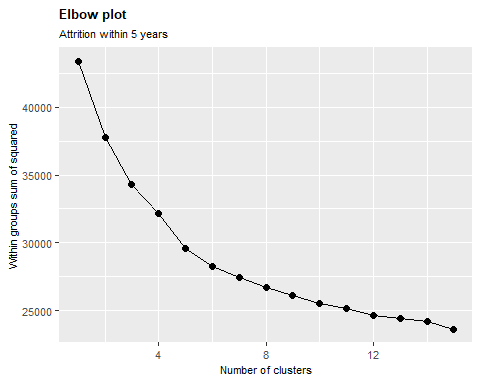 Elbow plot
Attrition within 5 years
Within groups sum of squared
40000
35000
30000
25000
4
8
12
Number of clusters